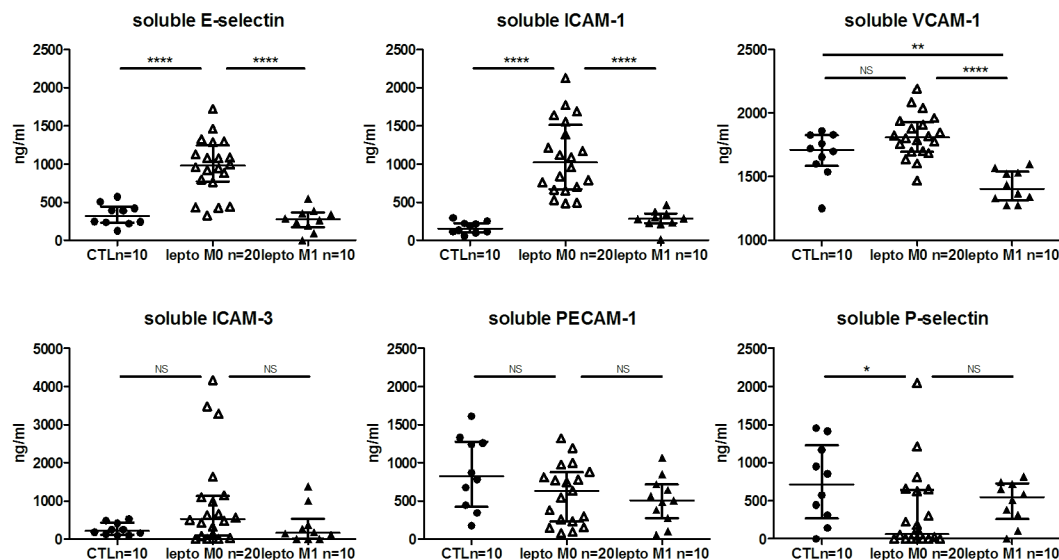 soluble E-selectin
ng/ml
2500
2000
1500
1000
500
0
****
****
CTLn=10
lepto M0 n=20
lepto M1 n=10
soluble ICAM-1
ng/ml
2500
2000
1500
1000
500
0
****
****
CTLn=10
lepto M0 n=20
lepto M1 n=10
soluble VCAM-1
ng/ml
2500
2000
1500
1000
**
NS
****
CTLn=10
lepto M0 n=20
lepto M1 n=10
soluble ICAM-3
ng/ml
5000
4000
3000
2000
1000
0
NS
NS
CTLn=10
lepto M0 n=20
lepto M1 n=10
soluble PECAM-1
ng/ml
2500
2000
1500
1000
500
0
NS
NS
CTLn=10
lepto M0 n=20
lepto M1 n=10
soluble P-selectin
ng/ml
2500
2000
1500
1000
500
0
*
NS
CTLn=10
lepto M0 n=20
lepto M1 n=10